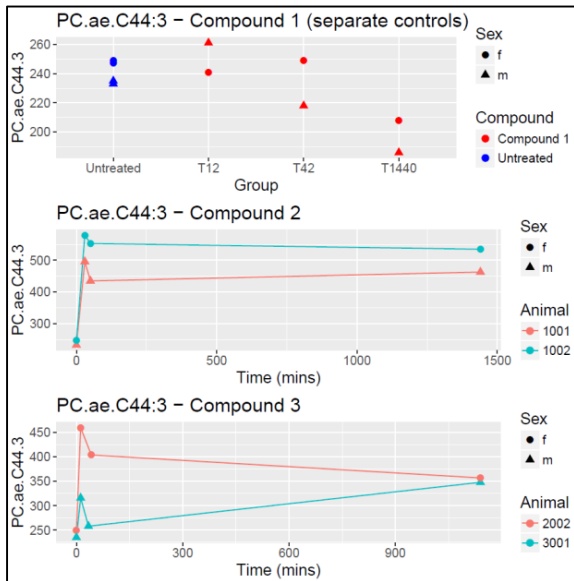 PC.ae.C44:3 − Compound 1 (separate controls)
PC.ae.C44.3
260
240
220
200
Untreated
T12
T42
T1440
Group
Sex
f
m
Compound
Compound 1
Untreated
PC.ae.C44:3 − Compound 2
PC.ae.C44.3
500
400
300
0
500
1000
1500
Time (mins)
Sex
f
m
Animal
1001
1002
PC.ae.C44:3 − Compound 3
PC.ae.C44.3
450
400
350
300
250
0
300
600
900
Time (mins)
Sex
f
m
Animal
2002
3001